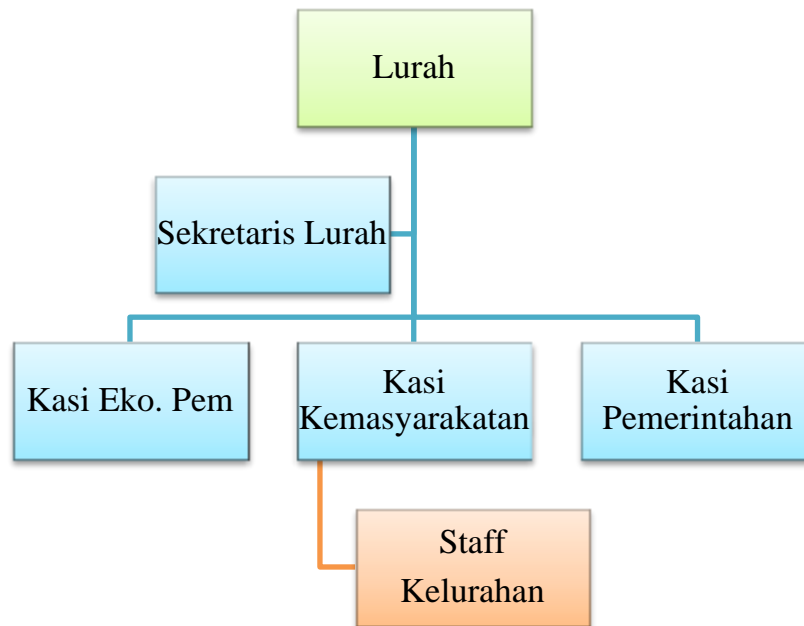 Lurah
Sekretaris Lurah
Kasi Eko. Pem
Kasi
Kemasyarakatan
Kasi
Pemerintahan
Staff
Kelurahan